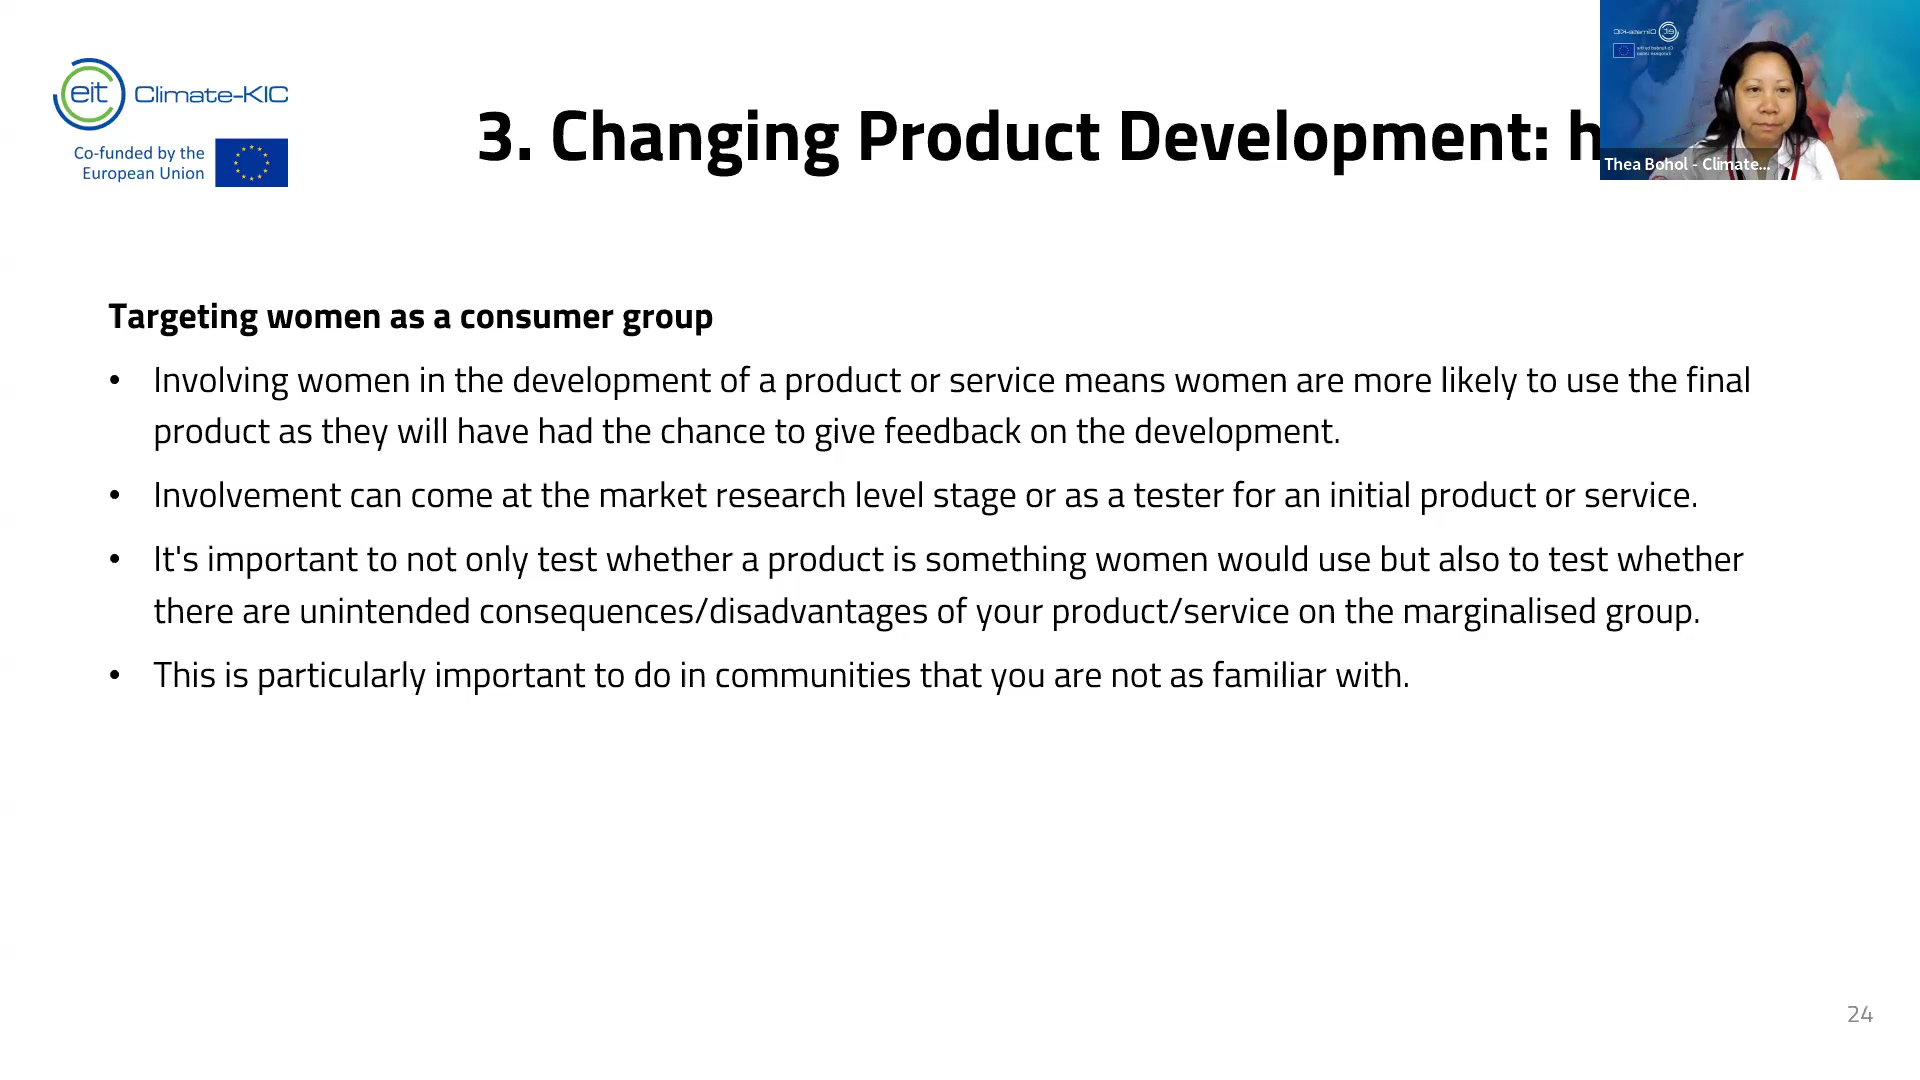 eit Climate-KIC
Co-funded by the
European Union
3. Changing Product Development: h
Thea Bohol - Climate...
Targeting women as a consumer group
• Involving women in the development of a product or service means women are more likely to use the final
product as they will have had the chance to give feedback on the development.
• Involvement can come at the market research level stage or as a tester for an initial product or service.
• It's important to not only test whether a product is something women would use but also to test whether
there are unintended consequences/disadvantages of your product/service on the marginalised group.
• This is particularly important to do in communities that you are not as familiar with.
24